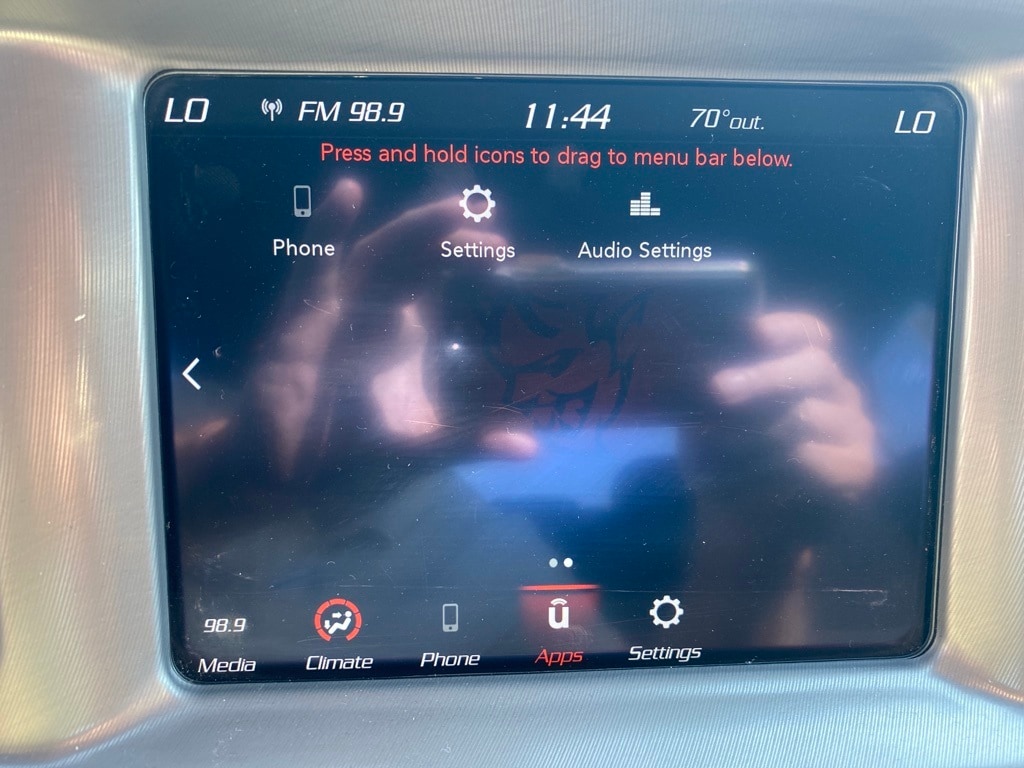 LO FM 98.9 11:44 70°out. LO
Press and hold icons to drag to menu bar below.
Phone Settings Audio Settings
98.9 ū
Media Climate Phone Apps Settings